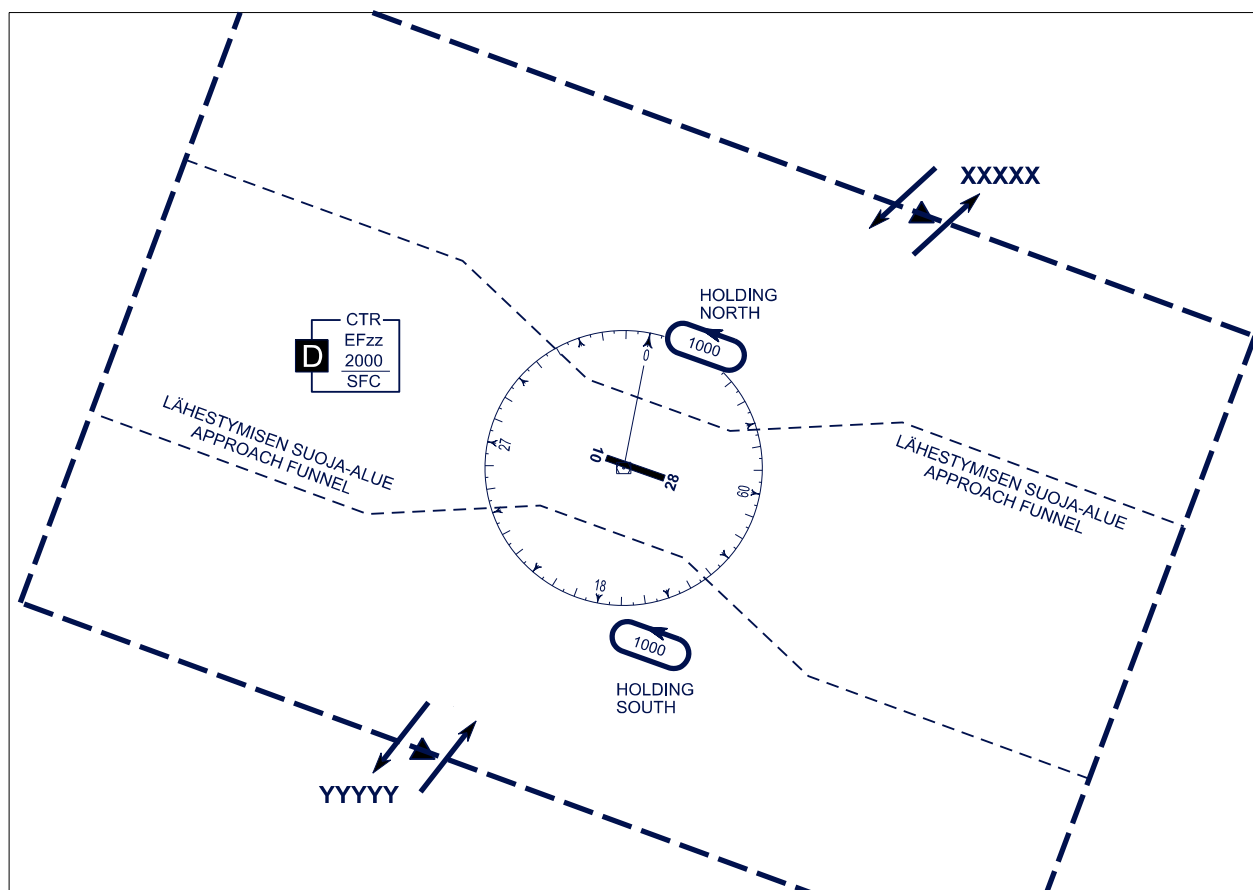 XXXXX
HOLDING
NORTH
1000
CTR
EFzz
2000
SFC
D
0
27
60
18
10
28
LÄHESTYMISEN SUOJA-ALUE
APPROACH FUNNEL
LÄHESTYMISEN SUOJA-ALUE
APPROACH FUNNEL
1000
HOLDING
SOUTH
YYYYY